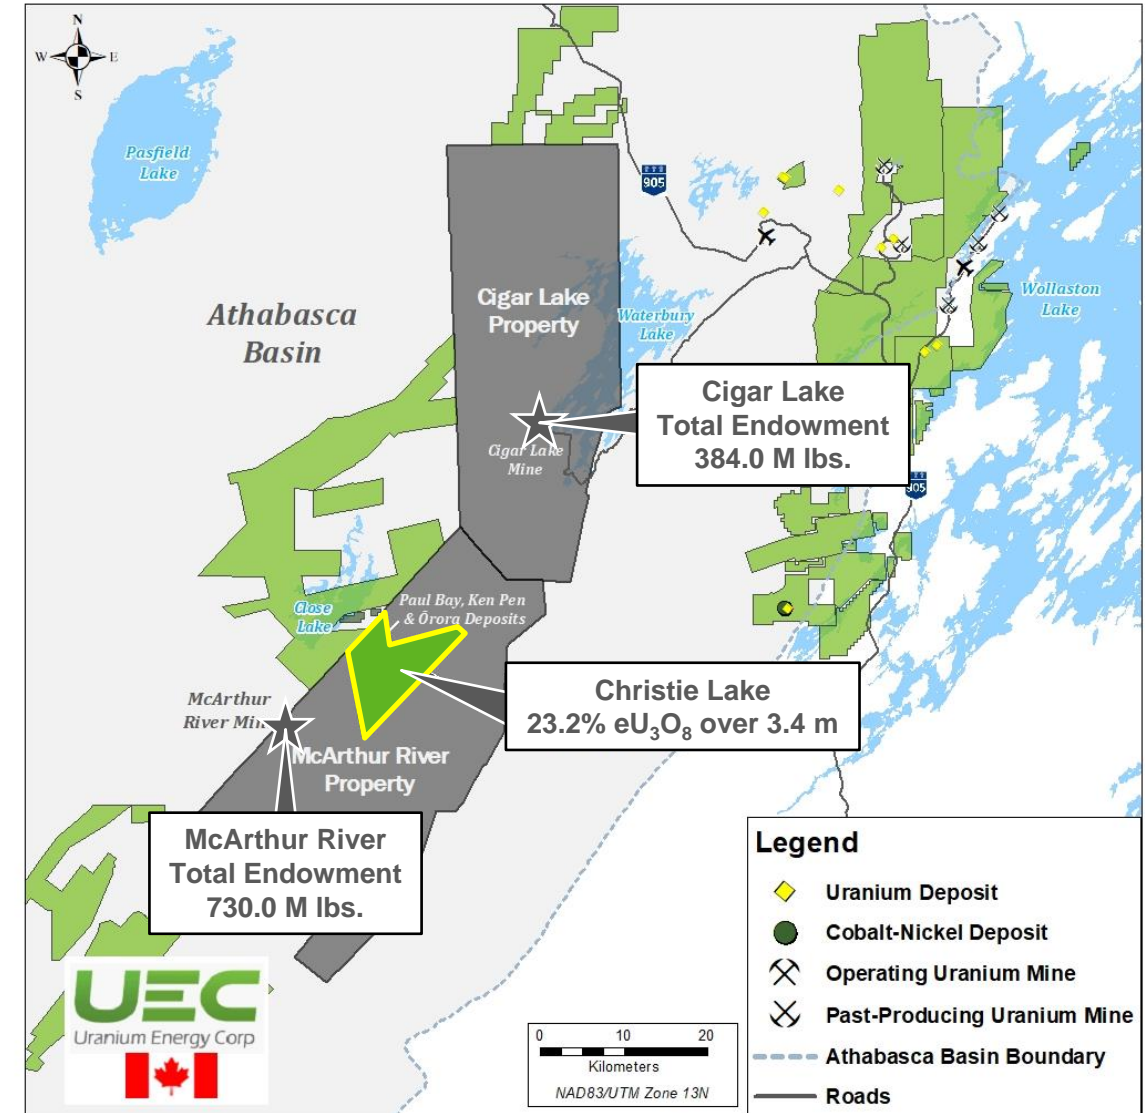 N
W
E
S
Pasfield
Lake
905
Athabasca
Basin
Cigar Lake
Property
Waterbury
Lake
Wollaston
Lake
Cigar Lake
Total Endowment
384.0 M lbs.
Cigar Lake
Mine
905
Paul Bay, Ken Pen
& Ōrora Deposits
Close
Lake
Christie Lake
23.2% eU₃O₈ over 3.4 m
McArthur
River Min
McArthur River
Property
McArthur River
Total Endowment
730.0 M lbs.
Legend
Uranium Deposit
Cobalt-Nickel Deposit
Operating Uranium Mine
Past-Producing Uranium Mine
Athabasca Basin Boundary
Roads
UEC
Uranium Energy Corp
0 10 20
Kilometers
NAD83/UTM Zone 13N